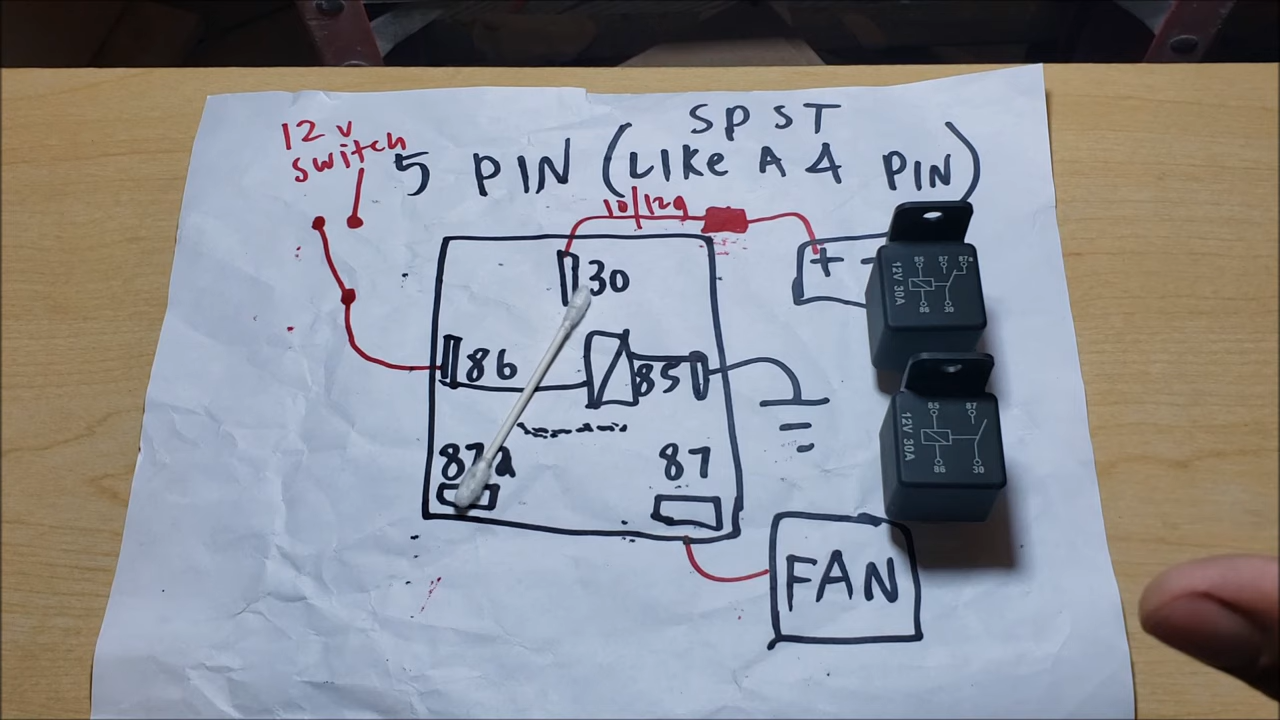 SPST
12v
switch
5 PIN (LIKE A 4 PIN)
10/12g
+ -
30
86
85
87a
87
FAN
85 87 87a
12V 30A
86 30
85 87
12V 30A
86 30